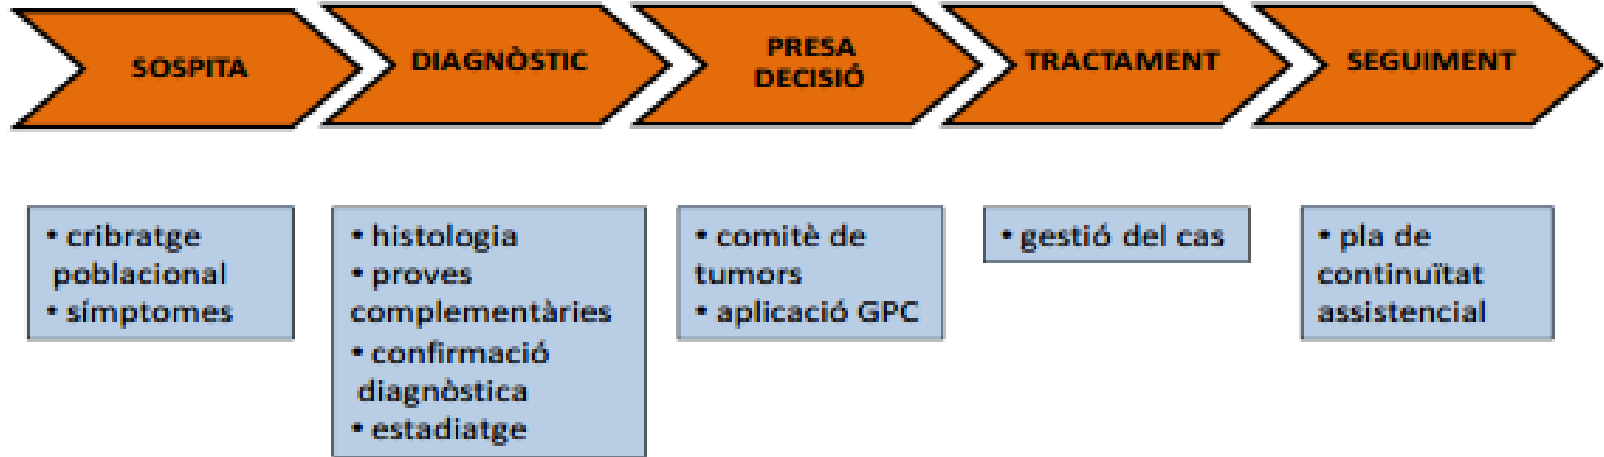 SOSPITA
DIAGNÒSTIC
PRESA
DECISIÓ
TRACTAMENT
SEGUIMENT
• cribratge
poblacional
• símptomes
• histologia
• proves
complementàries
• confirmació
diagnòstica
• estadiatge
• comitè de
tumors
• aplicació GPC
• gestió del cas
• pla de
continuïtat
assistencial